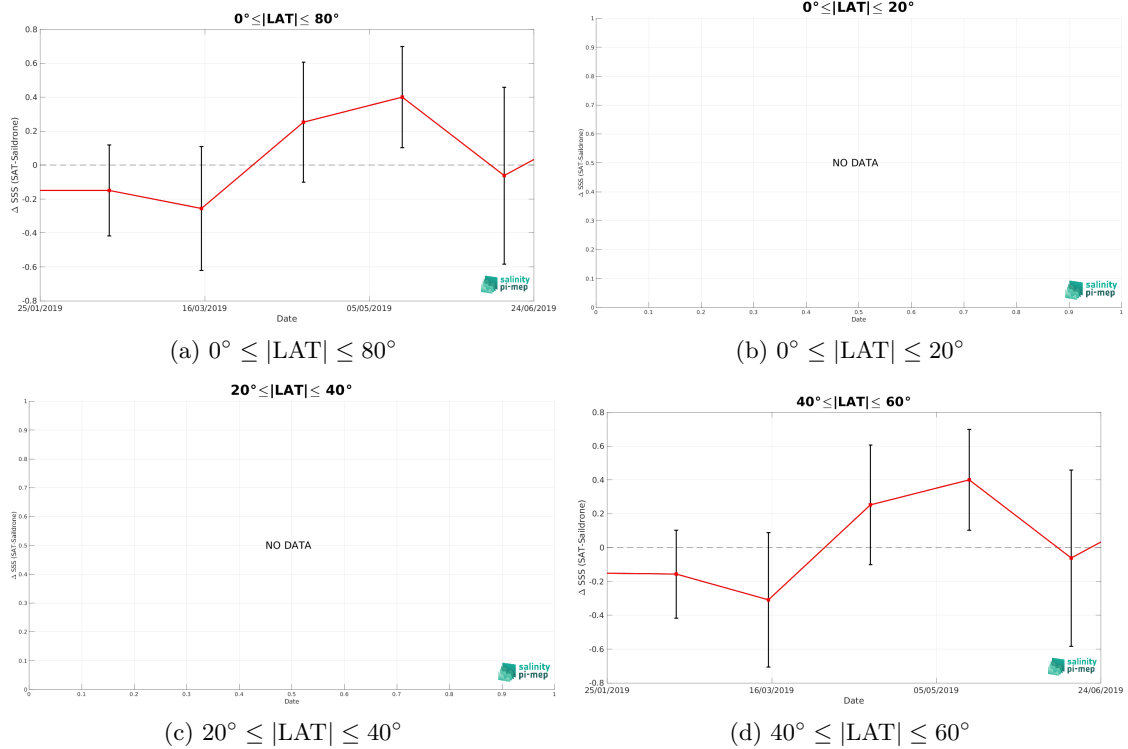 0°≤|LAT|≤ 80°
Δ SSS (SAT-Saildrone)
0.8
0.6
0.4
0.2
0
-0.2
-0.4
-0.6
-0.8
25/01/2019 16/03/2019 05/05/2019 24/06/2019
Date
salinity
pi-mep
(a) 0° ≤ |LAT| ≤ 80°
0°≤|LAT|≤ 20°
Δ SSS (SAT-Saildrone)
1
0.9
0.8
0.7
0.6
0.5
0.4
0.3
0.2
0.1
0
NO DATA
0 0.1 0.2 0.3 0.4 0.5 0.6 0.7 0.8 0.9 1
Date
salinity
pi-mep
(b) 0° ≤ |LAT| ≤ 20°
20°≤|LAT|≤ 40°
Δ SSS (SAT-Saildrone)
1
0.9
0.8
0.7
0.6
0.5
0.4
0.3
0.2
0.1
0
NO DATA
0 0.1 0.2 0.3 0.4 0.5 0.6 0.7 0.8 0.9 1
Date
salinity
pi-mep
(c) 20° ≤ |LAT| ≤ 40°
40°≤|LAT|≤ 60°
Δ SSS (SAT-Saildrone)
0.8
0.6
0.4
0.2
0
-0.2
-0.4
-0.6
-0.8
25/01/2019 16/03/2019 05/05/2019 24/06/2019
Date
salinity
pi-mep
(d) 40° ≤ |LAT| ≤ 60°